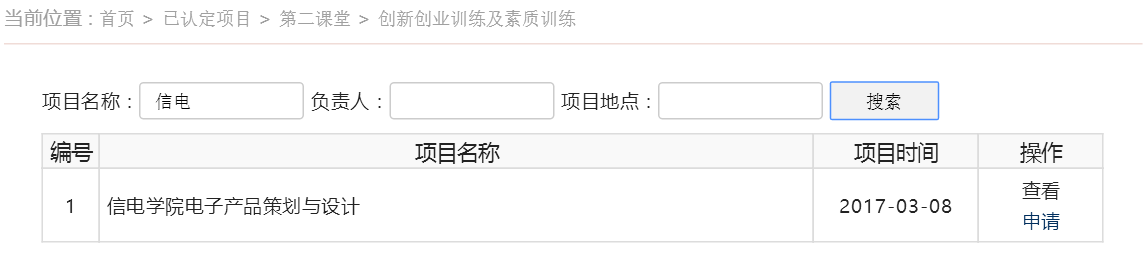 当前位置：首页 > 已认定项目 > 第二课堂 > 创新创业训练及素质训练
项目名称：信电 负责人： 项目地点： 搜索
编号 项目名称 项目时间 操作
1 信电学院电子产品策划与设计 2017-03-08 查看
申请